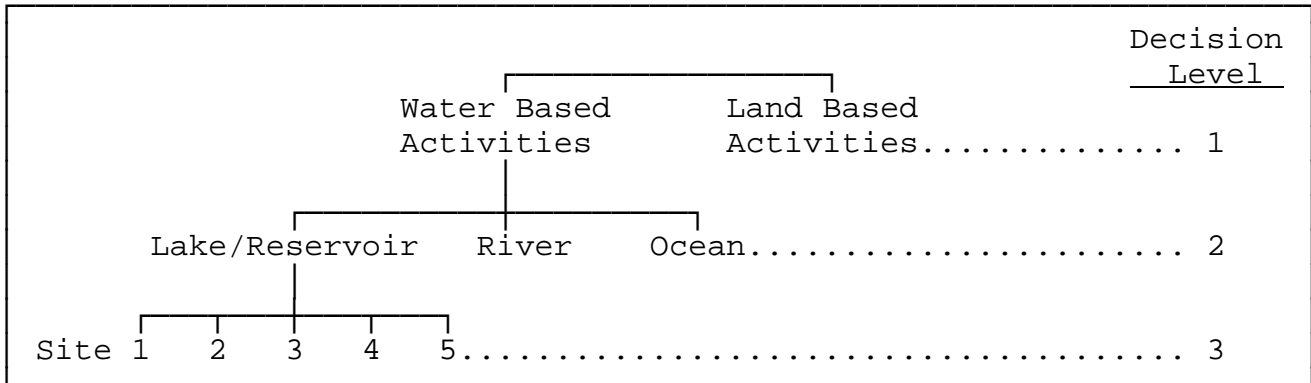 Decision
Level
Water Based Land Based
Activities Activities.............. 1
Lake/Reservoir River Ocean....................... 2
Site 1 2 3 4 5...................................... 3